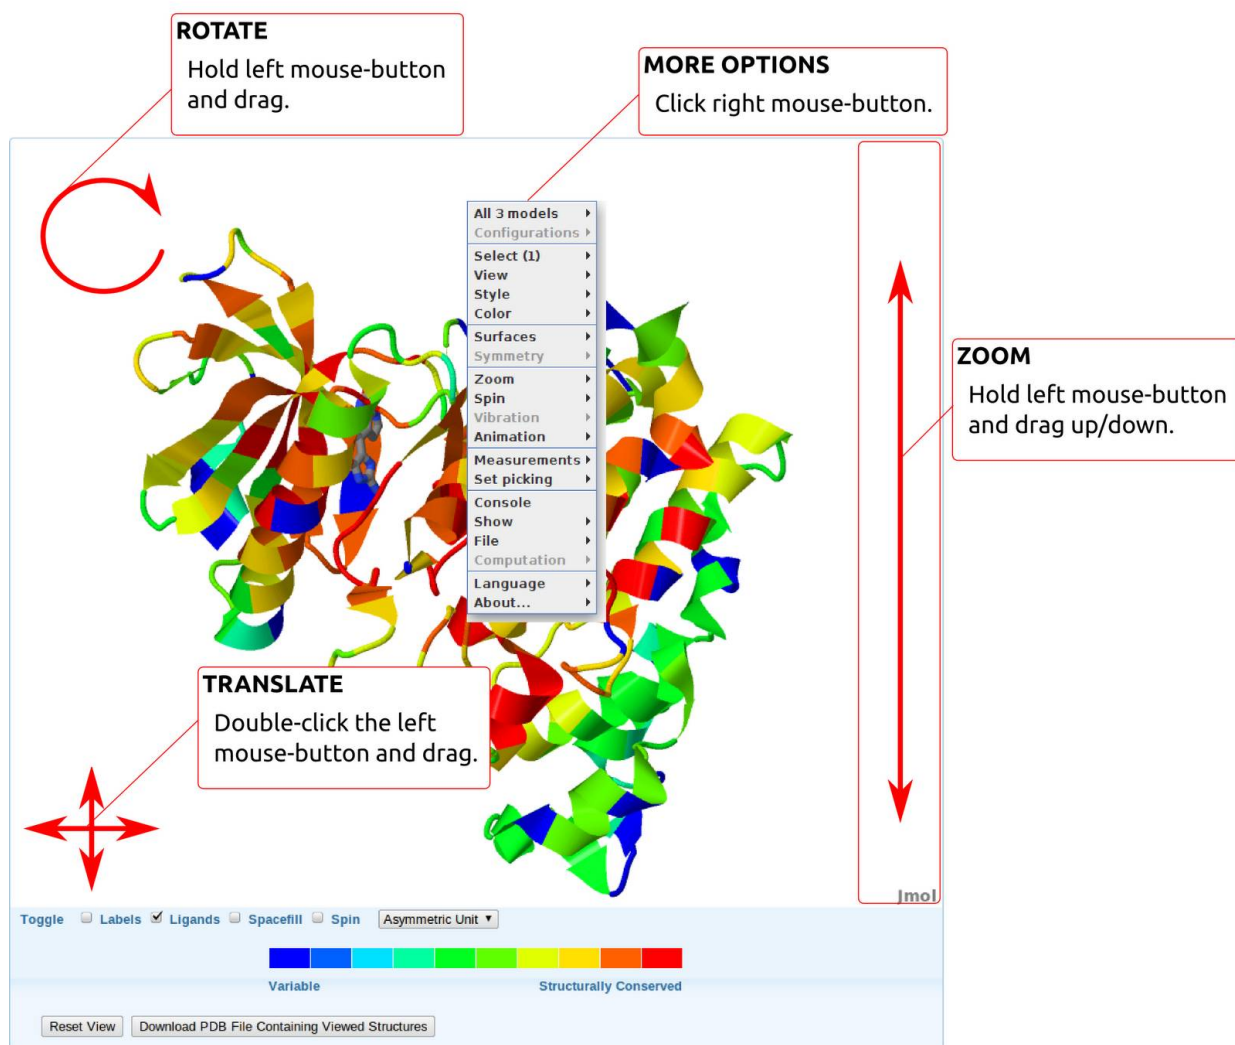 ROTATE
Hold left mouse-button
and drag.
MORE OPTIONS
Click right mouse-button.
All 3 models
Configurations
Select (1)
View
Style
Color
Surfaces
Symmetry
Zoom
Spin
Vibration
Animation
Measurements
Set picking
Console
Show
File
Computation
Language
About...
ZOOM
Hold left mouse-button
and drag up/down.
TRANSLATE
Double-click the left
mouse-button and drag.
Jmol
Toggle Labels Ligands Spacefill Spin Asymmetric Unit
Variable Structurally Conserved
Reset View Download PDB File Containing Viewed Structures